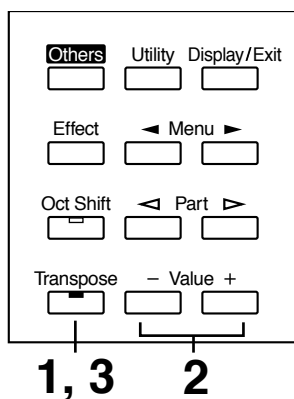 Others Utility Display/Exit
Effect ◄ Menu ►
Oct Shift ◁ Part ▷
Transpose − Value +
1, 3 2